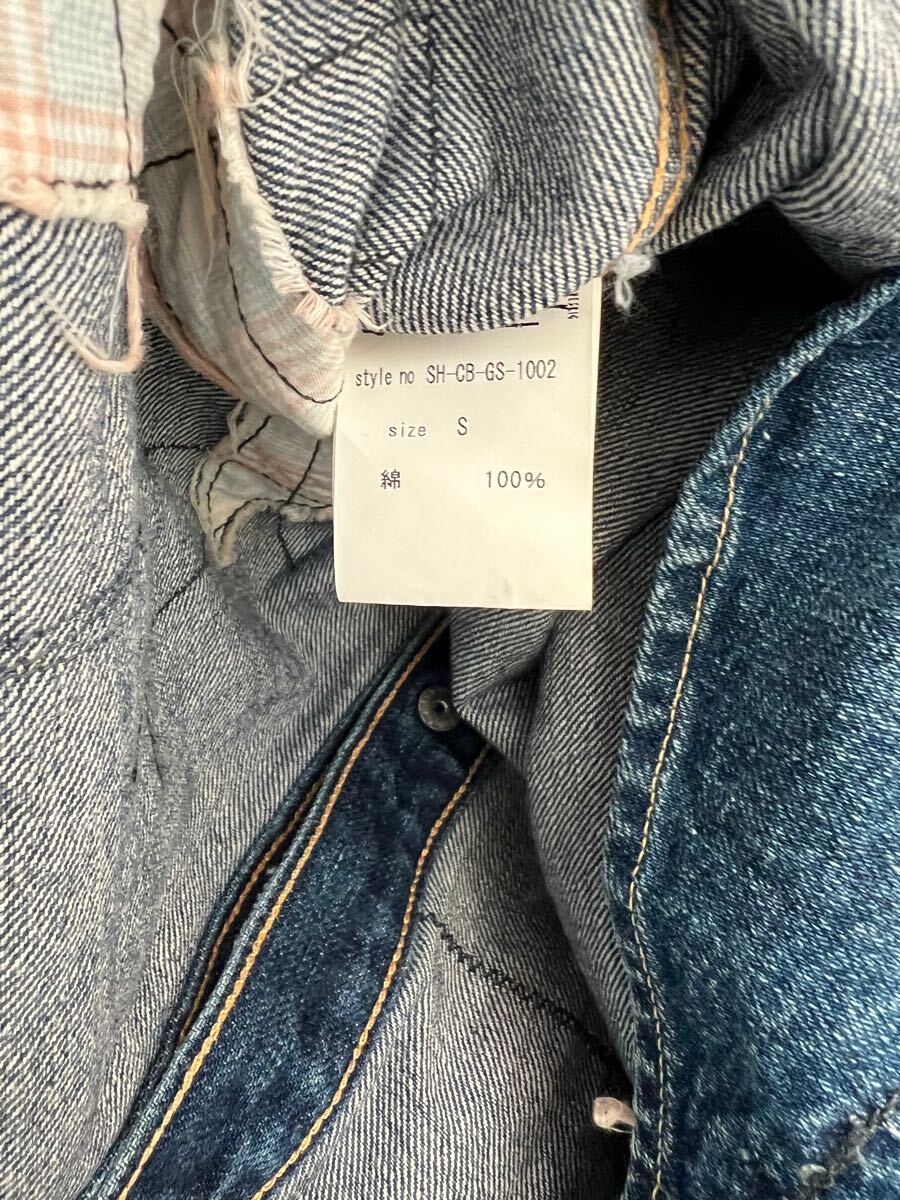 style no SH-CB-GS-1002
size S
綿 100%